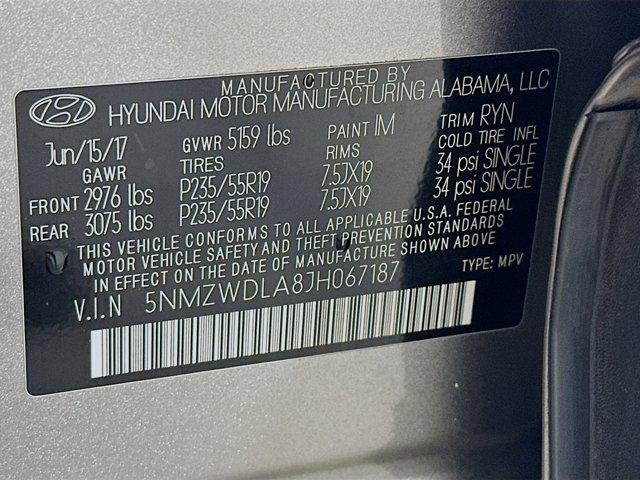 MANUFACTURED BY
HYUNDAI MOTOR MANUFACTURING ALABAMA, LLC
Jun/15/17 GVWR 5159 lbs PAINT IM TRIM RYN
GAWR TIRES RIMS COLD TIRE INFL
FRONT 2976 lbs P235/55R19 7.5JX19 34 psi SINGLE
REAR 3075 lbs P235/55R19 7.5JX19 34 psi SINGLE
THIS VEHICLE CONFORMS TO ALL APPLICABLE U.S.A. FEDERAL
MOTOR VEHICLE SAFETY AND THEFT PREVENTION STANDARDS
IN EFFECT ON THE DATE OF MANUFACTURE SHOWN ABOVE
V.I.N 5NMZWDLA8JH067187 TYPE: MPV